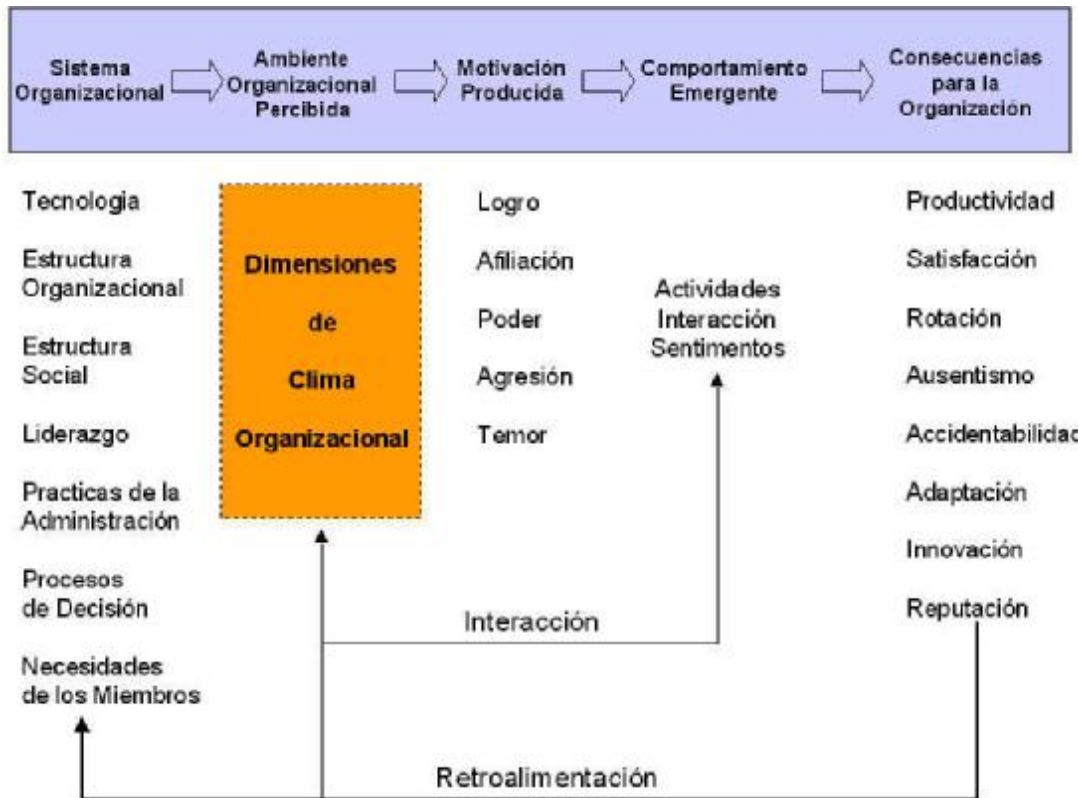 Sistema
Organizacional
Ambiente
Organizacional
Percibida
Motivación
Producida
Comportamiento
Emergente
Consecuencias
para la
Organización
Tecnologia
Estructura
Organizacional
Estructura
Social
Liderazgo
Practicas de la
Administración
Procesos
de Decisión
Necesidades
de los Miembros
Dimensiones
de
Clima
Organizacional
Logro
Afiliación
Poder
Agresión
Temor
Actividades
Interacción
Sentimentos
Productividad
Satisfacción
Rotación
Ausentismo
Accidentabilidad
Adaptación
Innovación
Reputación
Interacción
Retroalimentación